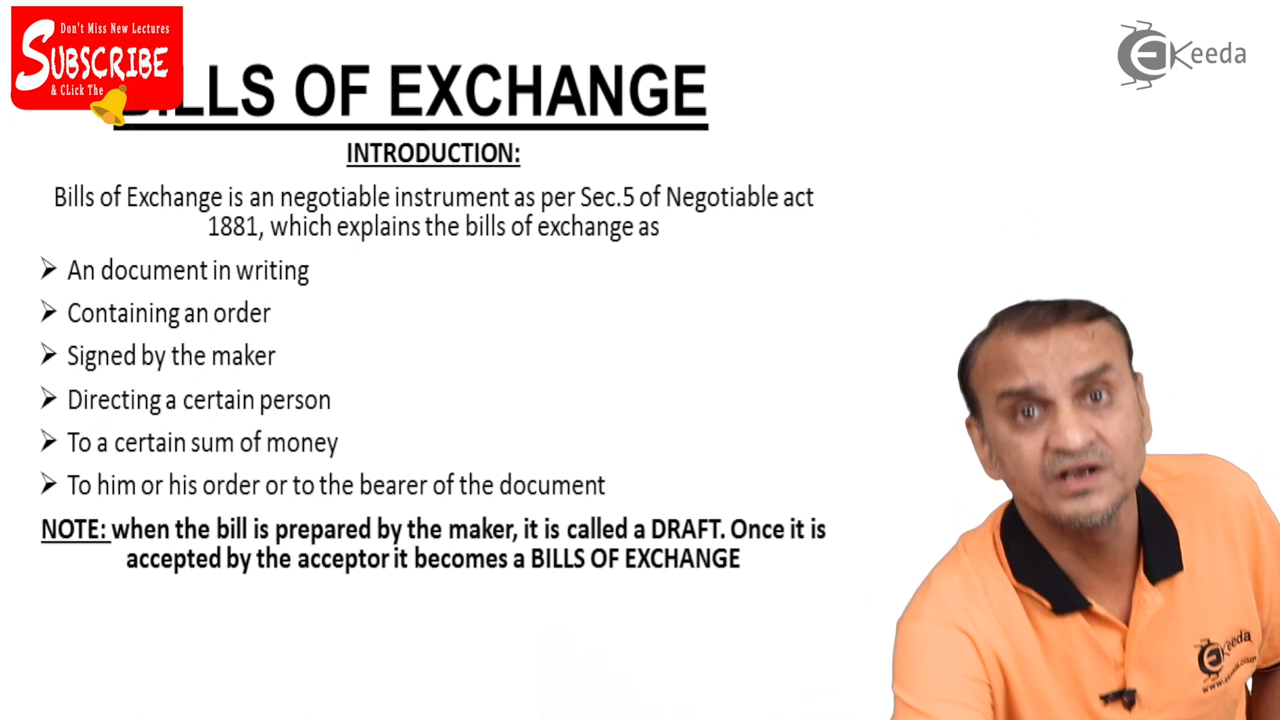 Don't Miss New Lectures
SUBSCRIBE
& Click The
BILLS OF EXCHANGE
Keeda
INTRODUCTION:
Bills of Exchange is an negotiable instrument as per Sec.5 of Negotiable act
1881, which explains the bills of exchange as
An document in writing
Containing an order
Signed by the maker
Directing a certain person
To a certain sum of money
To him or his order or to the bearer of the document
NOTE: when the bill is prepared by the maker, it is called a DRAFT. Once it is
accepted by the acceptor it becomes a BILLS OF EXCHANGE
Keeda
www.ekeeda.com